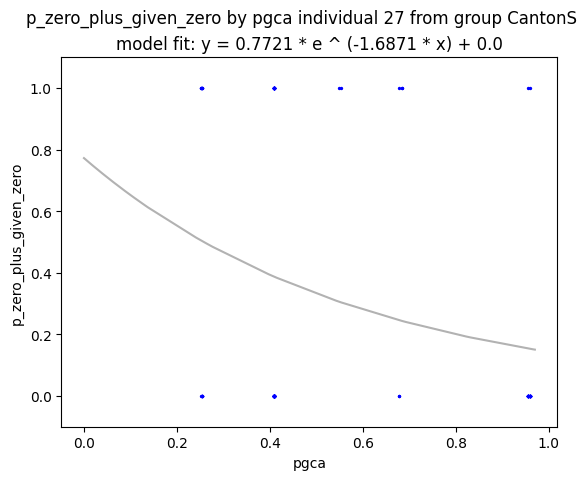 p_zero_plus_given_zero by pgca individual 27 from group CantonS
model fit: y = 0.7721 * e ^ (-1.6871 * x) + 0.0
1.0
0.8
0.6
0.4
0.2
0.0
p_zero_plus_given_zero
0.0 0.2 0.4 0.6 0.8 1.0
pgca